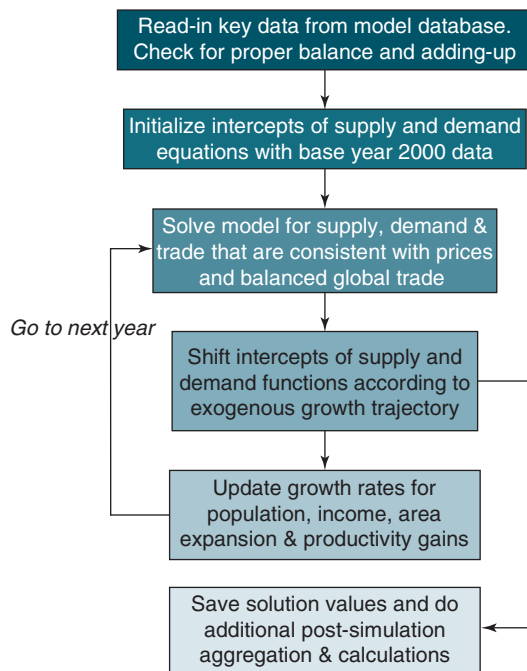 Read-in key data from model database.
Check for proper balance and adding-up
Initialize intercepts of supply and demand
equations with base year 2000 data
Solve model for supply, demand &
trade that are consistent with prices
and balanced global trade
Go to next year
Shift intercepts of supply and
demand functions according to
exogenous growth trajectory
Update growth rates for
population, income, area
expansion & productivity gains
Save solution values and do
additional post-simulation
aggregation & calculations